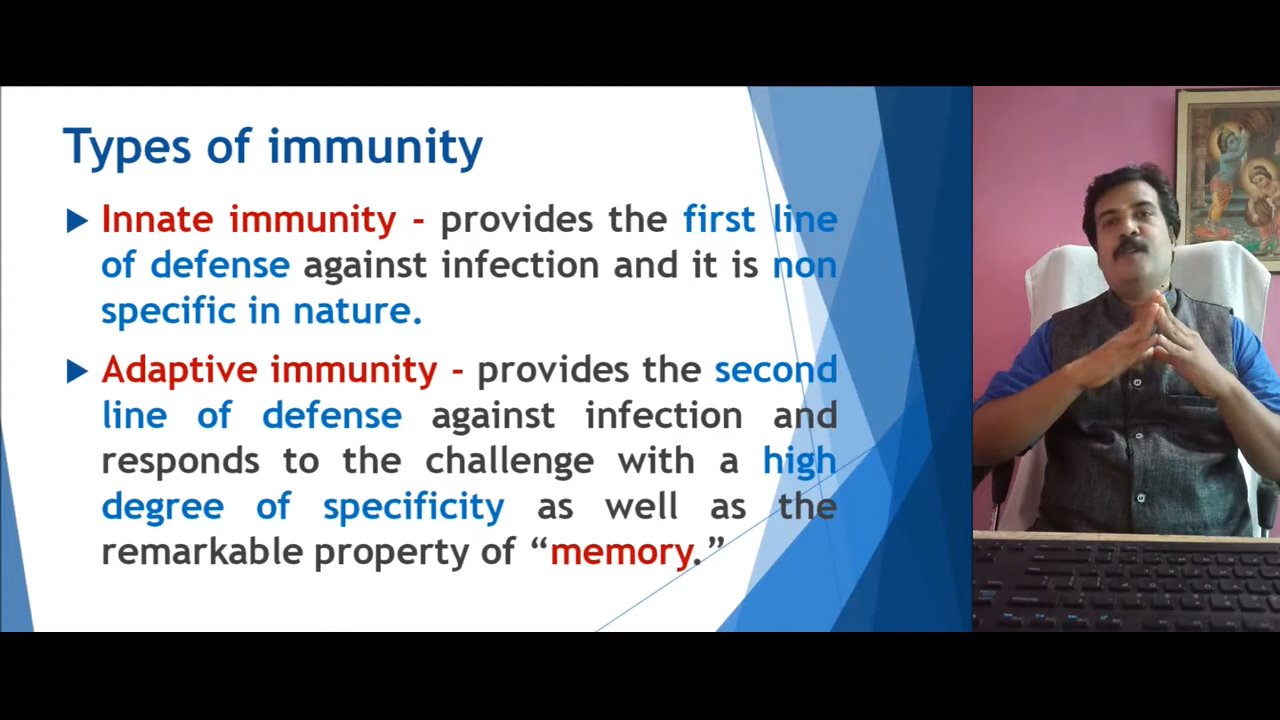 Types of immunity
Innate immunity - provides the first line
of defense against infection and it is non
specific in nature.
Adaptive immunity - provides the second
line of defense against infection and
responds to the challenge with a high
degree of specificity as well as the
remarkable property of “memory.”